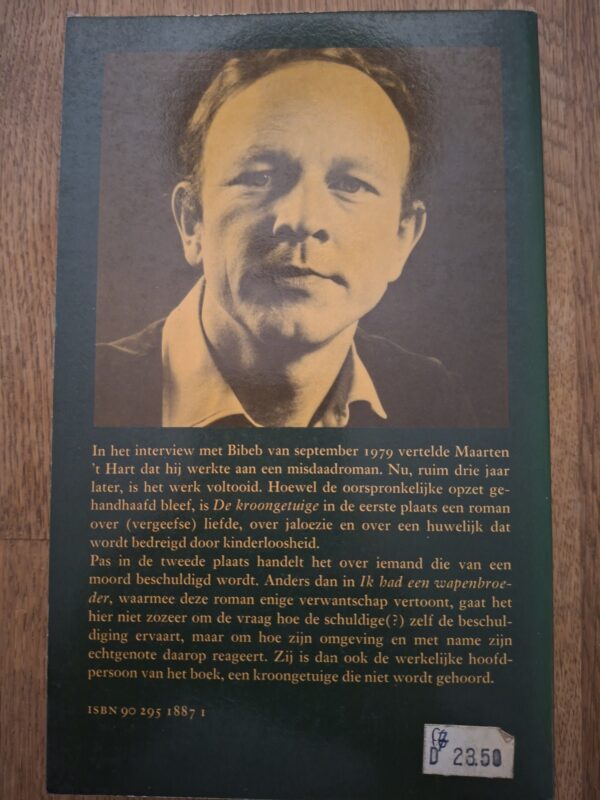 In het interview met Bibeb van september 1979 vertelde Maarten
't Hart dat hij werkte aan een misdaadroman. Nu, ruim drie jaar
later, is het werk voltooid. Hoewel de oorspronkelijke opzet ge-
handhaafd bleef, is De kroongetuige in de eerste plaats een roman
over (vergeefse) liefde, over jaloezie en over een huwelijk dat
wordt bedreigd door kinderloosheid.
Pas in de tweede plaats handelt het over iemand die van een
moord beschuldigd wordt. Anders dan in Ik had een wapenbroe-
der, waarmee deze roman enige verwantschap vertoont, gaat het
hier niet zozeer om de vraag hoe de schuldige(?) zelf de beschul-
diging ervaart, maar om hoe zijn omgeving en met name zijn
echtgenote daarop reageert. Zij is dan ook de werkelijke hoofd-
persoon van het boek, een kroongetuige die niet wordt gehoord.
ISBN 90 295 1887 1
D 23.50